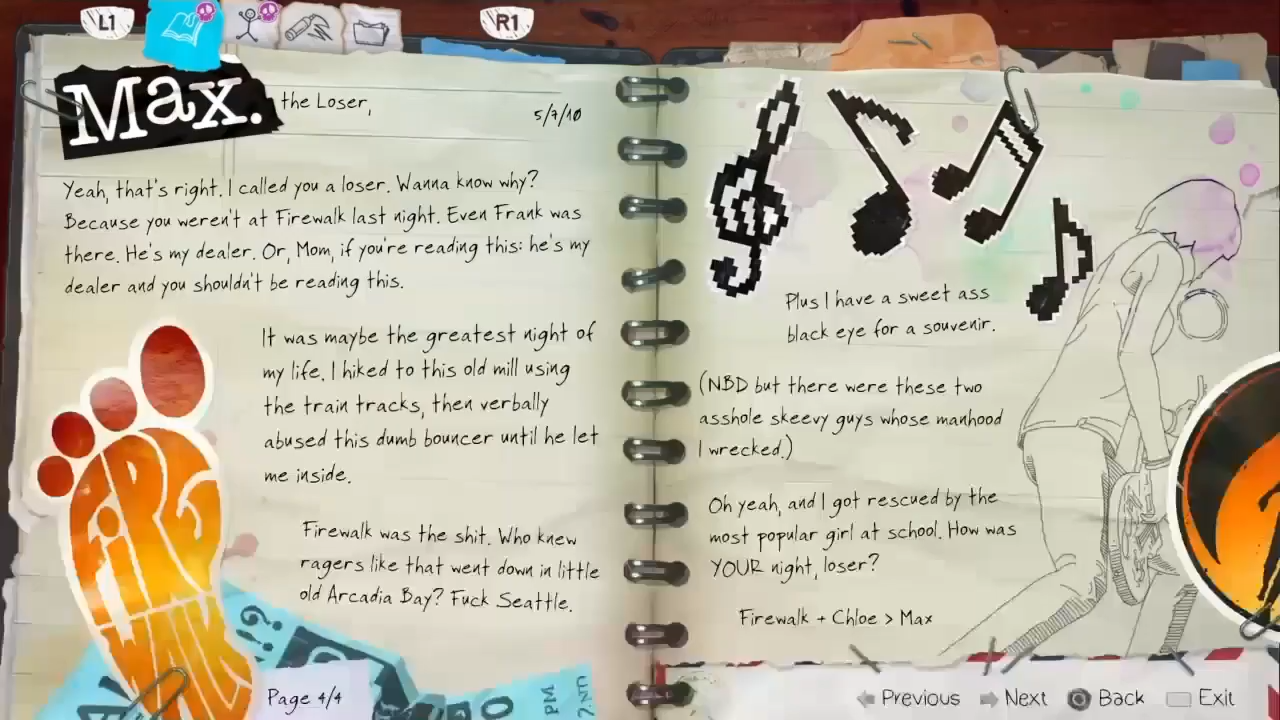 L1
R1
Max.
the Loser,
5/7/10
Yeah, that's right. I called you a loser. Wanna know why?
Because you weren't at Firewalk last night. Even Frank was
there. He's my dealer. Or, Mom, if you're reading this: he's my
dealer and you shouldn't be reading this.
It was maybe the greatest night of
my life. I hiked to this old mill using
the train tracks, then verbally
abused this dumb bouncer until he let
me inside.
Firewalk was the shit. Who knew
ragers like that went down in little
old Arcadia Bay? Fuck Seattle.
FIRE
WALK
!?
PM
Page 4/4
Plus I have a sweet ass
black eye for a souvenir.
(NBD but there were these two
asshole skeevy guys whose manhood
I wrecked.)
Oh yeah, and I got rescued by the
most popular girl at school. How was
YOUR night, loser?
Firewalk + Chloe > Max
Previous
Next
Back
Exit